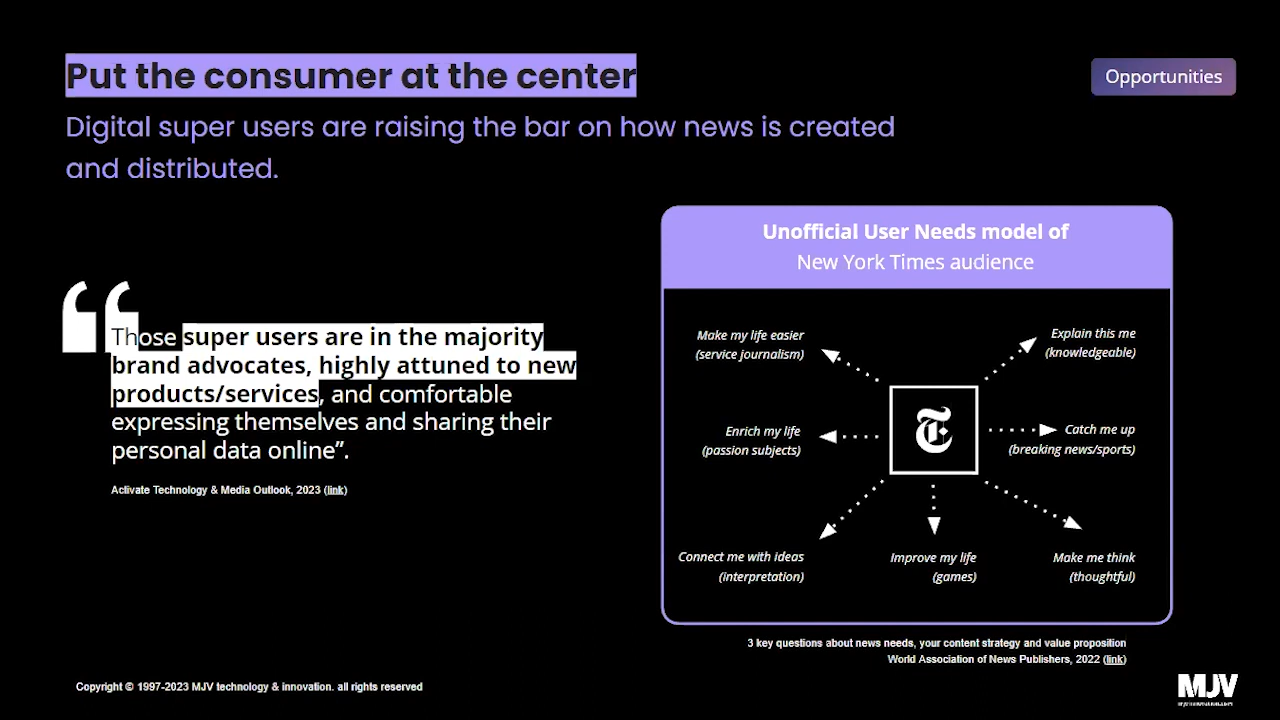 Put the consumer at the center
Opportunities
Digital super users are raising the bar on how news is created
and distributed.
“
Those super users are in the majority
brand advocates, highly attuned to new
products/services, and comfortable
expressing themselves and sharing their
personal data online”.
Activate Technology & Media Outlook, 2023 (link)
Unofficial User Needs model of
New York Times audience
Make my life easier
(service journalism)
Explain this me
(knowledgeable)
Enrich my life
(passion subjects)
T
Catch me up
(breaking news/sports)
Connect me with ideas
(interpretation)
Improve my life
(games)
Make me think
(thoughtful)
3 key questions about news needs, your content strategy and value proposition
World Association of News Publishers, 2022 (link)
Copyright © 1997-2023 MJV technology & innovation. all rights reserved
MJV